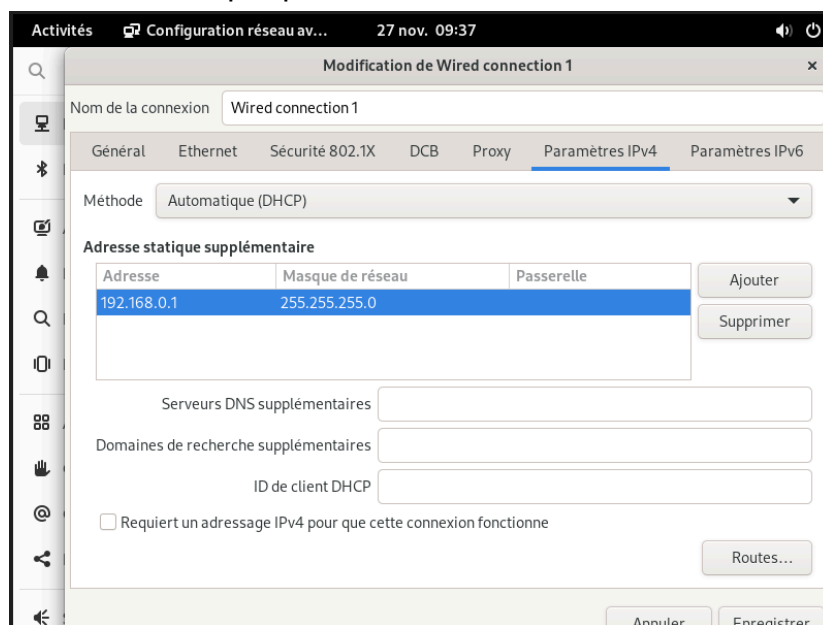 Activités Configuration réseau av... 27 nov. 09:37
Modification de Wired connection 1 ×
Nom de la connexion Wired connection 1
Général Ethernet Sécurité 802.1X DCB Proxy Paramètres IPv4 Paramètres IPv6
Méthode Automatique (DHCP)
Adresse statique supplémentaire
Adresse Masque de réseau Passerelle Ajouter
192.168.0.1 255.255.255.0
Supprimer
Serveurs DNS supplémentaires
Domaines de recherche supplémentaires
ID de client DHCP
Requiert un adressage IPv4 pour que cette connexion fonctionne
Routes...
Annuler Enregistrer